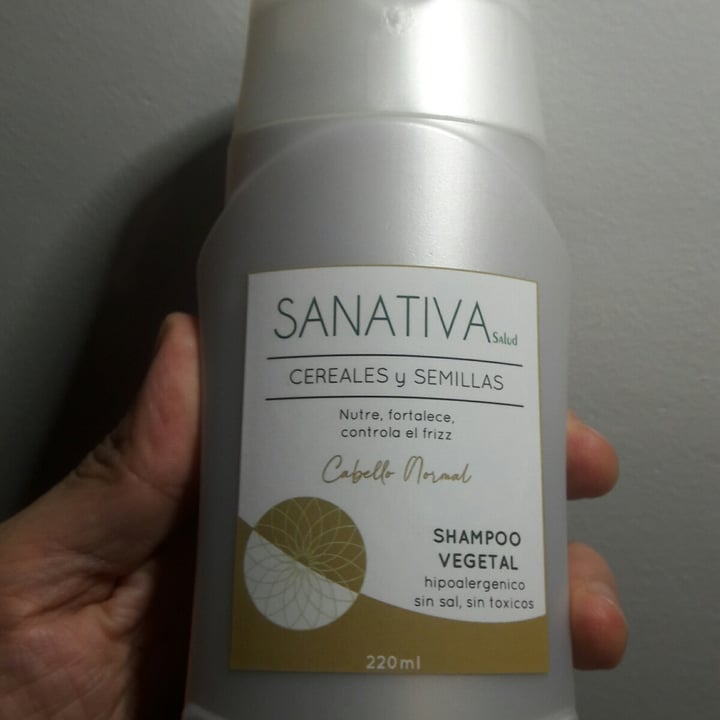 SANATIVA Salud
CEREALES y SEMILLAS
Nutre, fortalece,
controla el frizz
Cabello Normal
SHAMPOO
VEGETAL
hipoalergenico
sin sal, sin toxicos
220ml